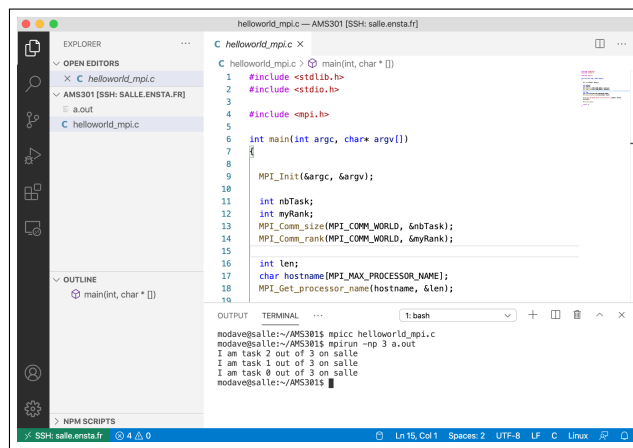 helloworld_mpi.c — AMS301 [SSH: salle.ensta.fr]
EXPLORER ...
OPEN EDITORS
× C helloworld_mpi.c
AMS301 [SSH: SALLE.ENSTA.FR]
a.out
C helloworld_mpi.c
OUTLINE
main(int, char * [])
NPM SCRIPTS
C helloworld_mpi.c ×
C helloworld_mpi.c > main(int, char * [])
1 #include <stdlib.h>
2 #include <stdio.h>
3
4 #include <mpi.h>
5
6 int main(int argc, char* argv[])
7 {
8
9 MPI_Init(&argc, &argv);
10
11 int nbTask;
12 int myRank;
13 MPI_Comm_size(MPI_COMM_WORLD, &nbTask);
14 MPI_Comm_rank(MPI_COMM_WORLD, &myRank);
15
16 int len;
17 char hostname[MPI_MAX_PROCESSOR_NAME];
18 MPI_Get_processor_name(hostname, &len);
19
OUTPUT TERMINAL ... 1: bash
modave@salle:~/AMS301$ mpicc helloworld_mpi.c
modave@salle:~/AMS301$ mpirun -np 3 a.out
I am task 2 out of 3 on salle
I am task 1 out of 3 on salle
I am task 0 out of 3 on salle
modave@salle:~/AMS301$
SSH: salle.ensta.fr 4 0 Ln 15, Col 1 Spaces: 2 UTF-8 LF C Linux